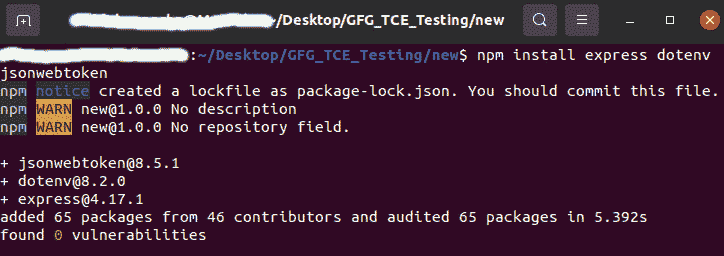 ~/Desktop/GFG_TCE_Testing/new
:~/Desktop/GFG_TCE_Testing/new$ npm install express dotenv
jsonwebtoken
npm notice created a lockfile as package-lock.json. You should commit this file.
npm WARN new@1.0.0 No description
npm WARN new@1.0.0 No repository field.
+ jsonwebtoken@8.5.1
+ dotenv@8.2.0
+ express@4.17.1
added 65 packages from 46 contributors and audited 65 packages in 5.392s
found 0 vulnerabilities